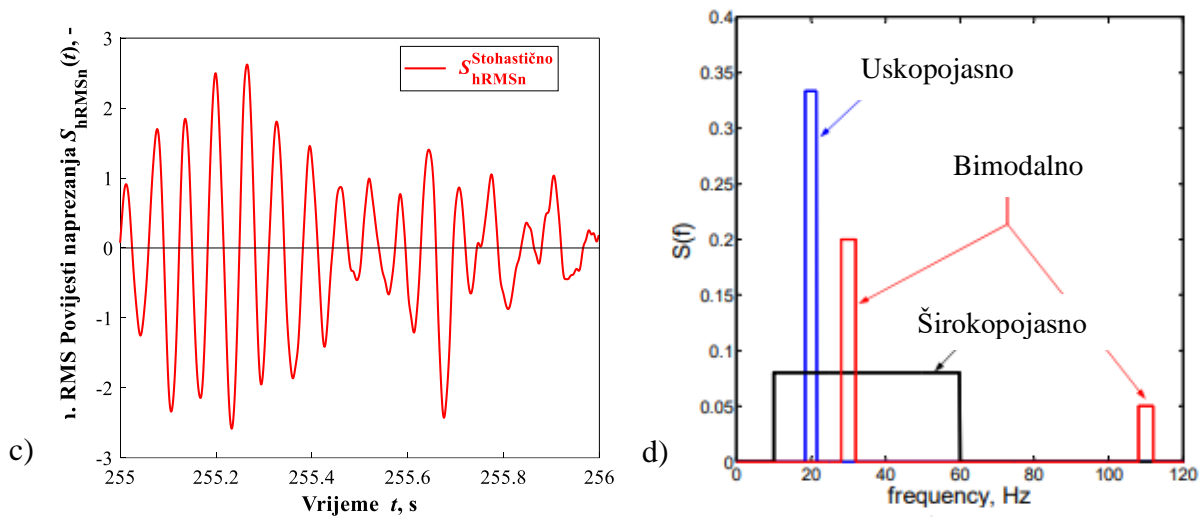 ı. RMS Povijesti naprezanja S_hRMSn(t), -
3
2
1
0
-1
-2
-3
S^Stohastično_hRMSn
255
255.2
255.4
255.6
255.8
256
Vrijeme t, s
c)
0.4
0.35
0.3
0.25
0.2
0.15
0.1
0.05
0
S(f)
Uskopojasno
Bimodalno
Širokopojasno
0
20
40
60
80
100
120
frequency, Hz
d)